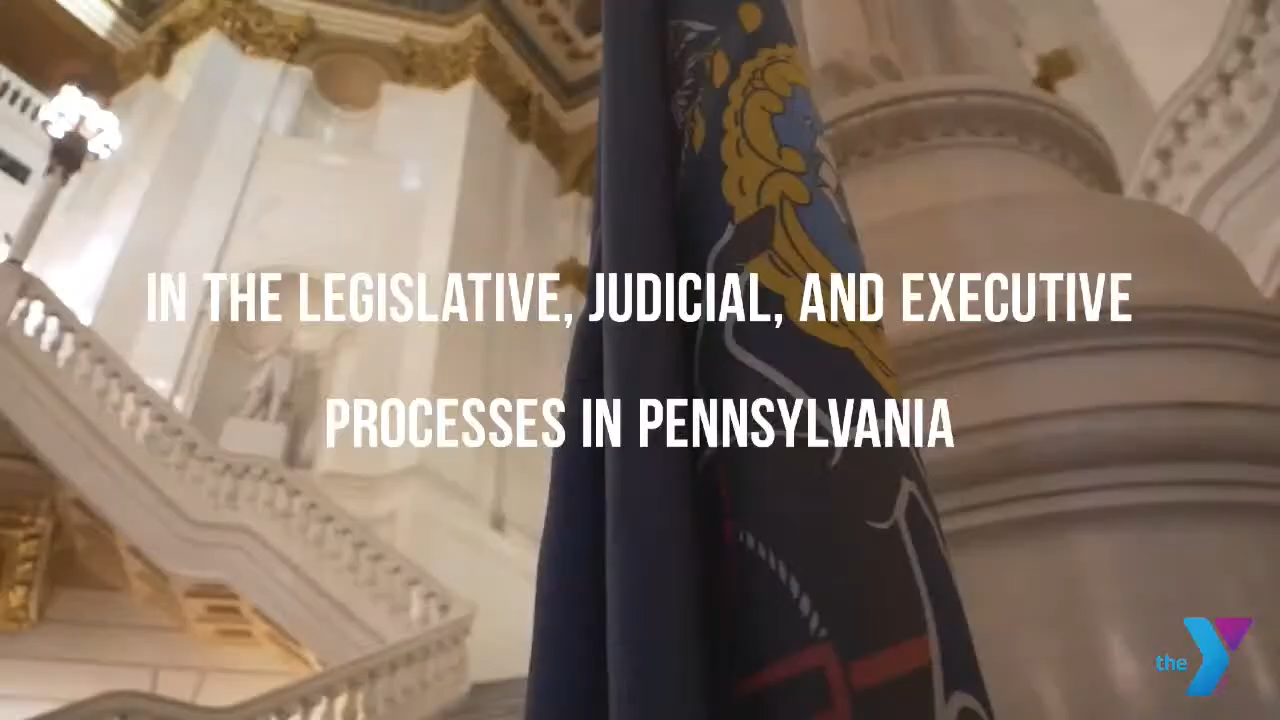 IN THE LEGISLATIVE, JUDICIAL, AND EXECUTIVE
PROCESSES IN PENNSYLVANIA
the Y